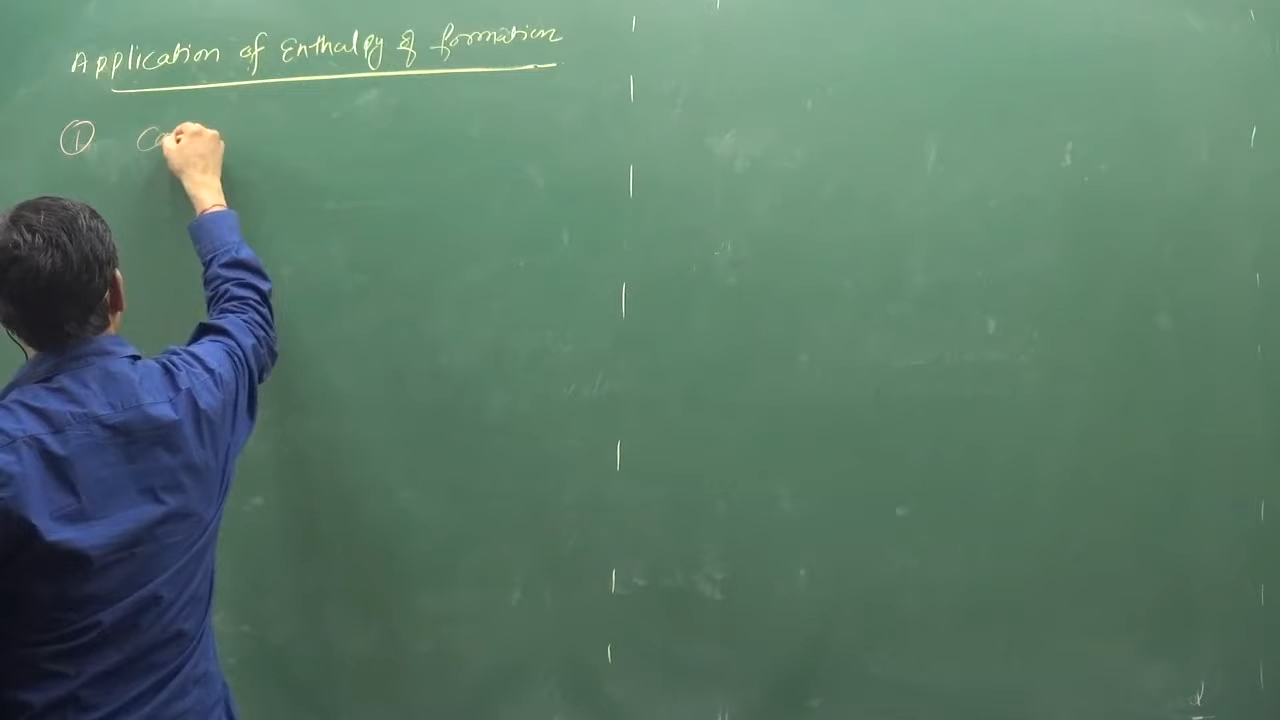 Application of Enthalpy of formation
①